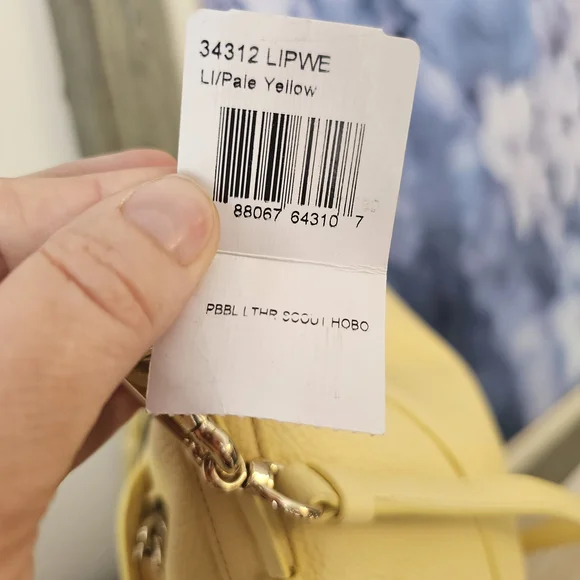 34312 LIPWE
LI/Pale Yellow
88067 64310 7
PBBL LTHR SCOUT HOBO